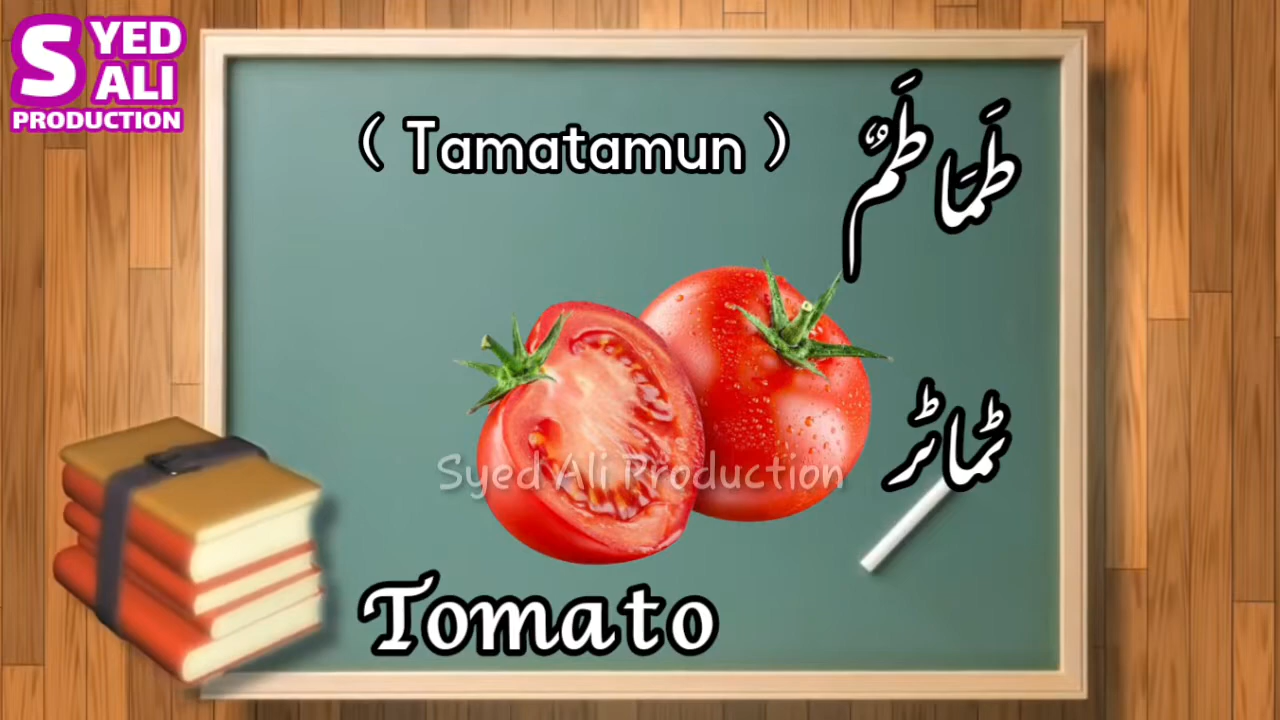 SYED
ALI
PRODUCTION
( Tamatamun ) طَمَاطَمٌ
Syed Ali Production
ٹماٹر
Tomato